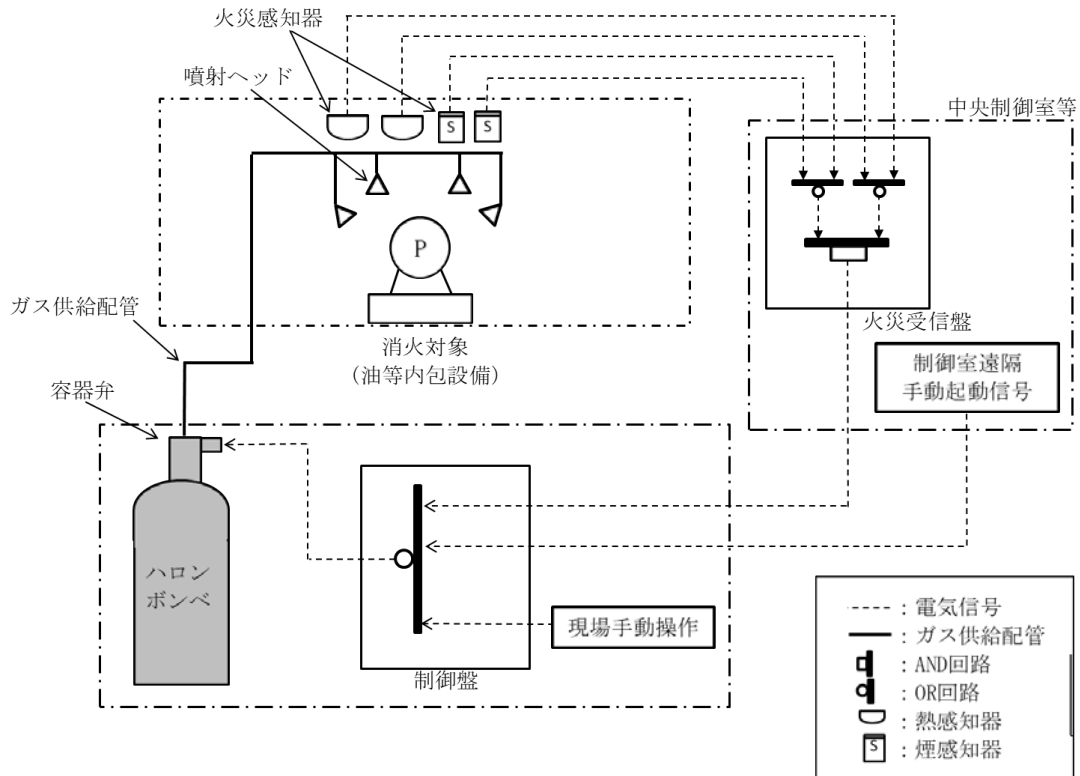 火災感知器
噴射ヘッド
S
S
中央制御室等
P
火災受信盤
ガス供給配管
消火対象
（油等内包設備）
制御室遠隔
手動起動信号
容器弁
ハロン
ボンベ
現場手動操作
制御盤
：電気信号
：ガス供給配管
：AND回路
：OR回路
：熱感知器
S
：煙感知器